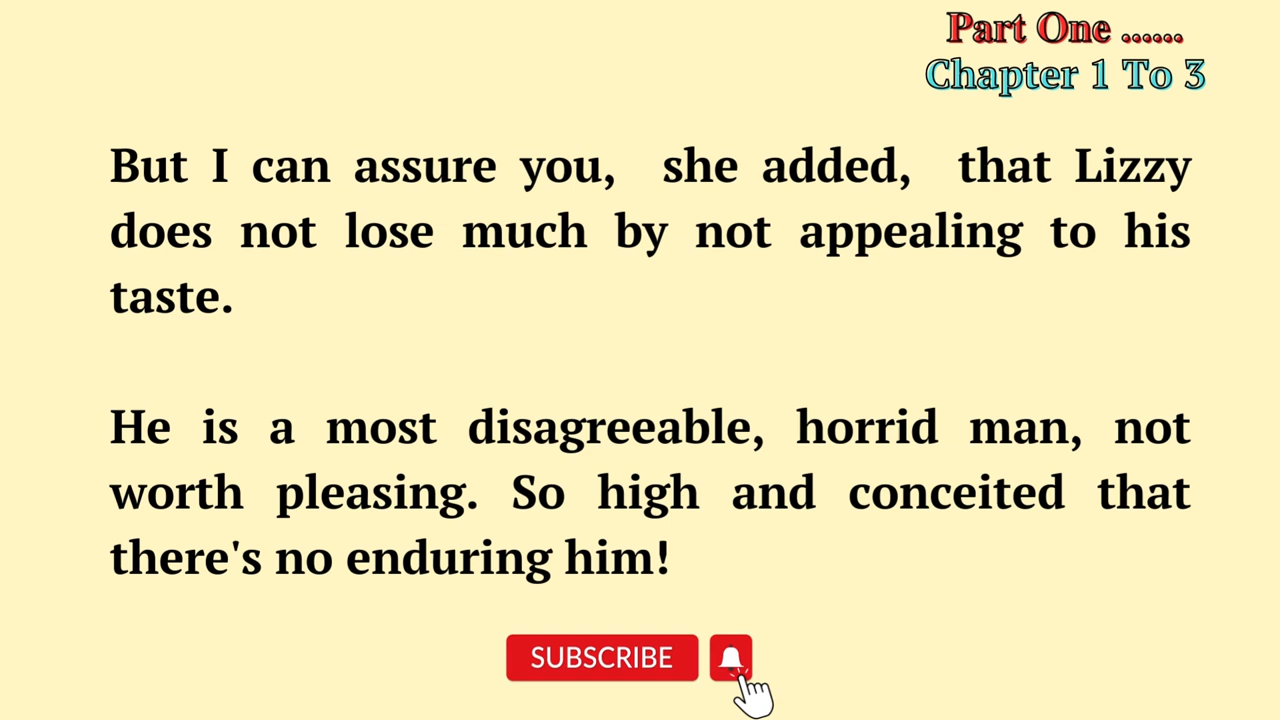 Part One ......
Chapter 1 To 3
But I can assure you, she added, that Lizzy
does not lose much by not appealing to his
taste.
He is a most disagreeable, horrid man, not
worth pleasing. So high and conceited that
there's no enduring him!
SUBSCRIBE